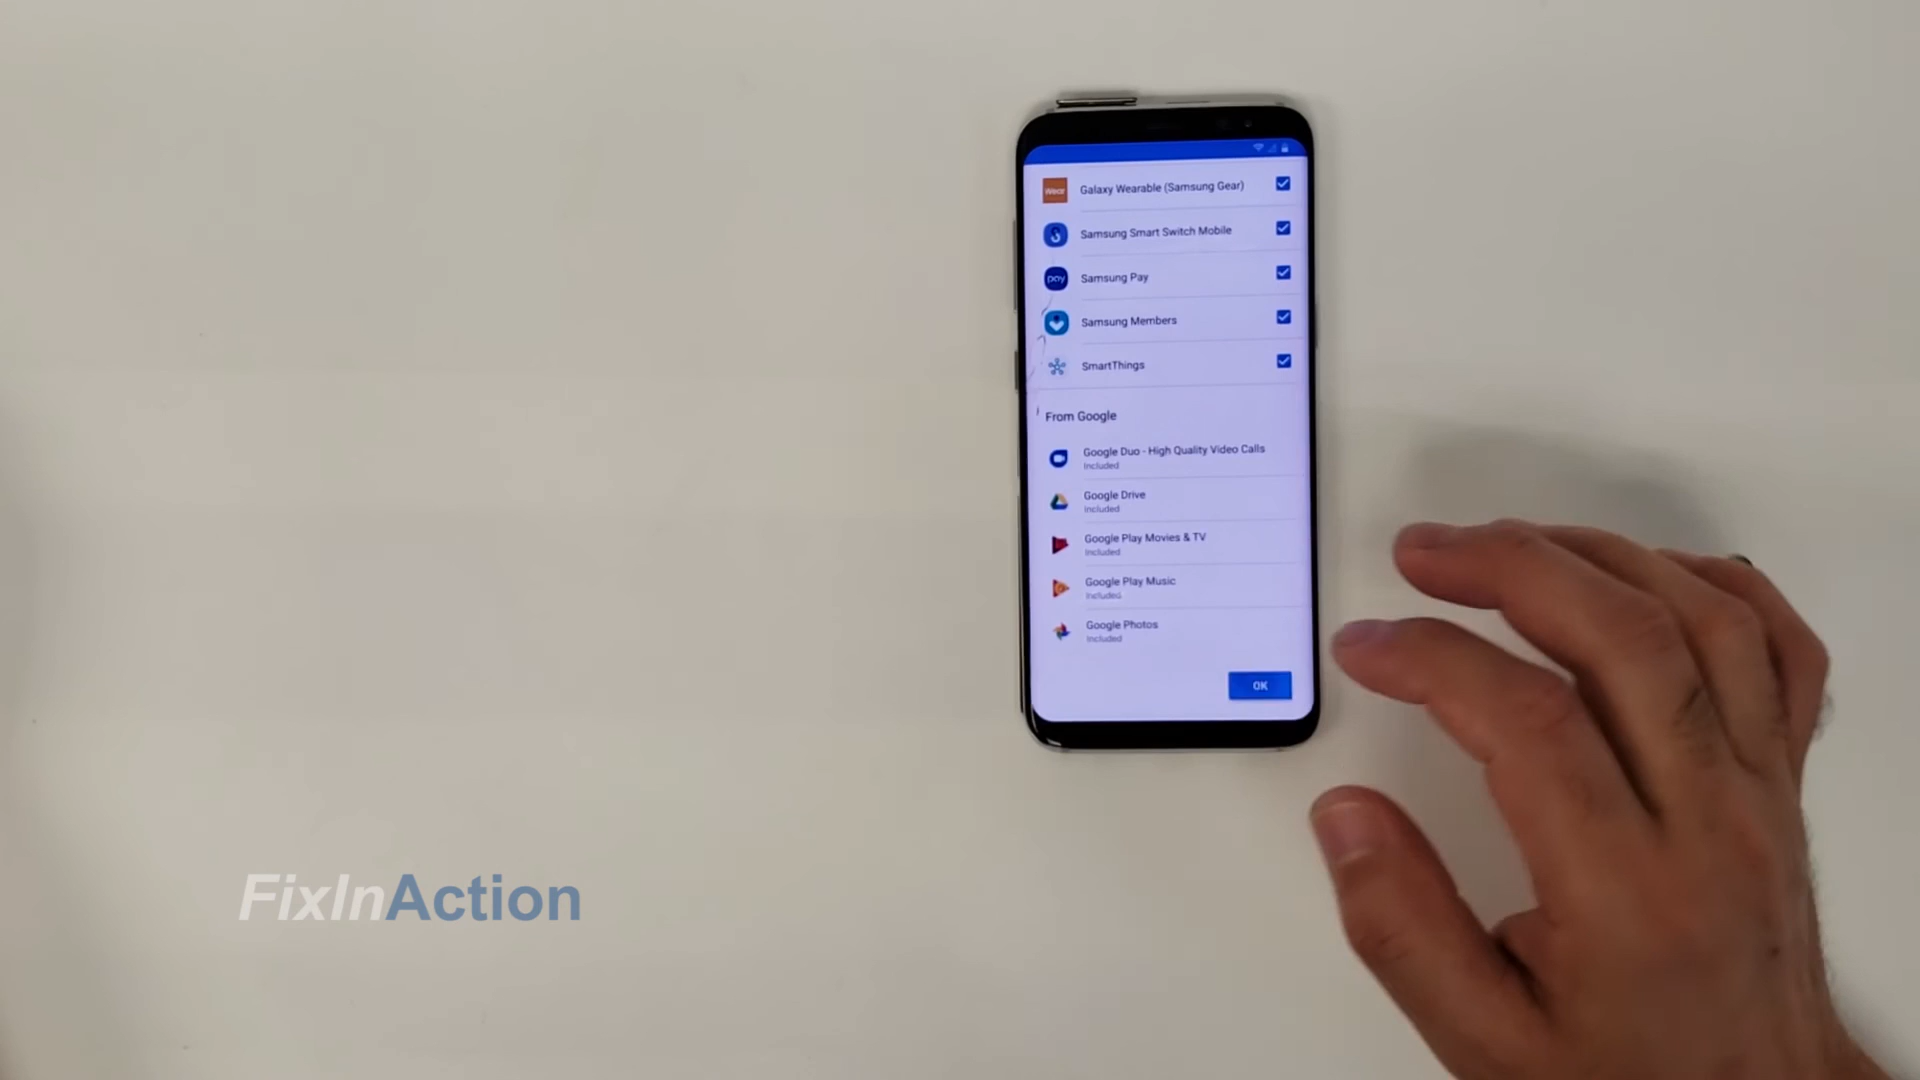 Wear
Galaxy Wearable (Samsung Gear)
Samsung Smart Switch Mobile
pay
Samsung Pay
Samsung Members
SmartThings
From Google
Google Duo - High Quality Video Calls
Included
Google Drive
Included
Google Play Movies & TV
Included
Google Play Music
Included
Google Photos
Included
OK
FixInAction